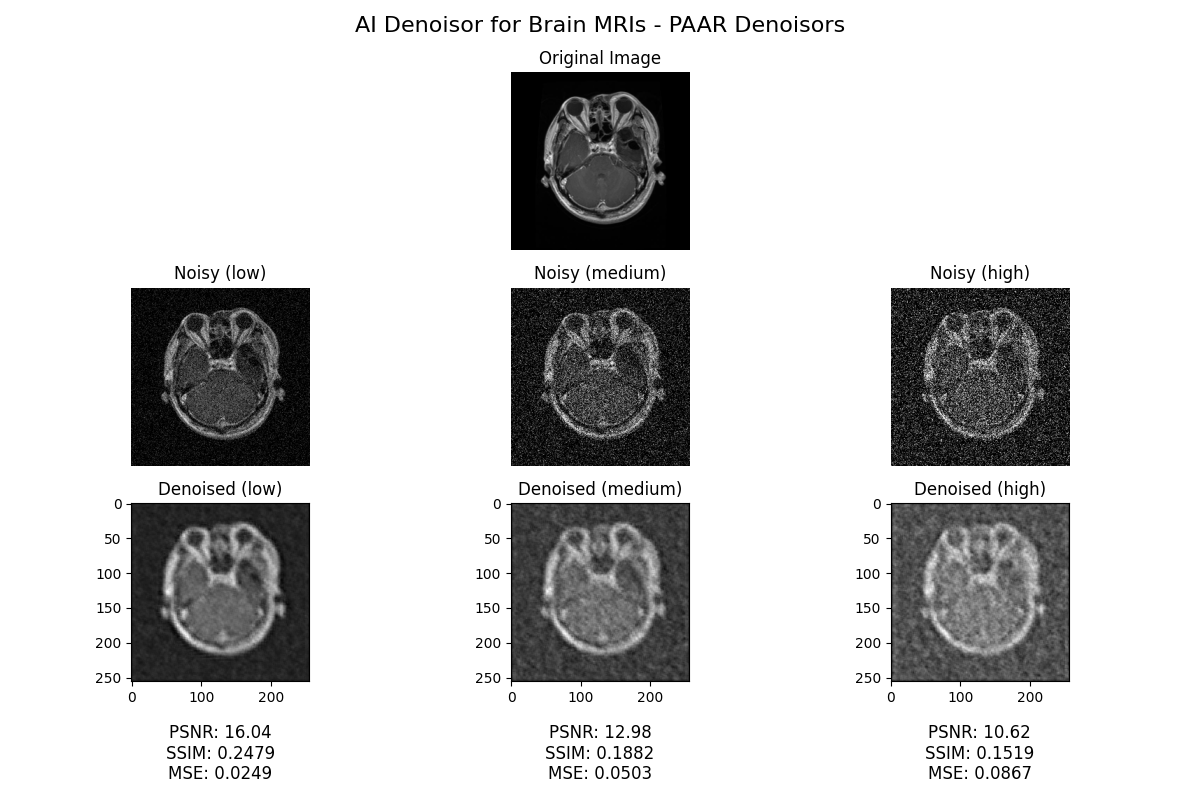 AI Denoisor for Brain MRIs - PAAR Denoisors
Original Image
Noisy (low)
Noisy (medium)
Noisy (high)
Denoised (low)
Denoised (medium)
Denoised (high)
0
50
100
150
200
250
0 100 200
0
50
100
150
200
250
0 100 200
0
50
100
150
200
250
0 100 200
PSNR: 16.04
SSIM: 0.2479
MSE: 0.0249
PSNR: 12.98
SSIM: 0.1882
MSE: 0.0503
PSNR: 10.62
SSIM: 0.1519
MSE: 0.0867